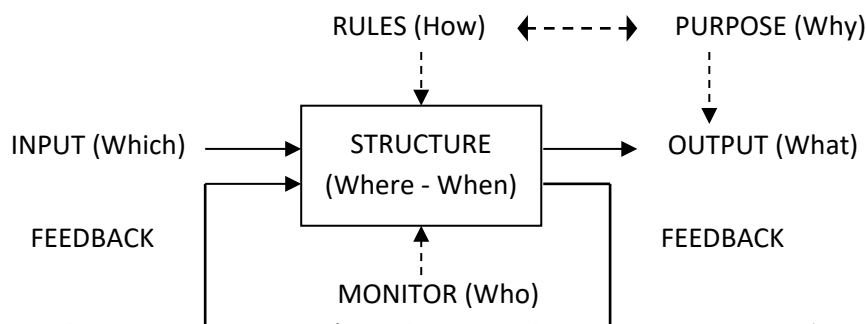 RULES (How) PURPOSE (Why)
INPUT (Which) STRUCTURE OUTPUT (What)
(Where - When)
FEEDBACK FEEDBACK
MONITOR (Who)